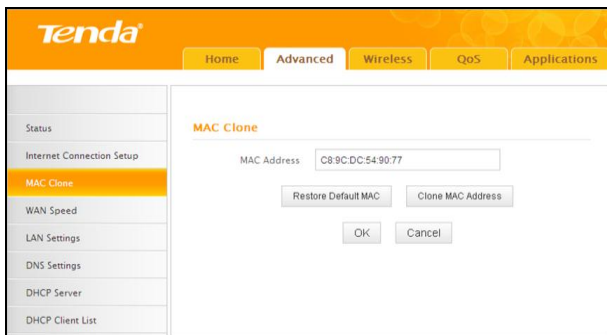 Tenda
Home Advanced Wireless QoS Applications
Status
Internet Connection Setup
MAC Clone
WAN Speed
LAN Settings
DNS Settings
DHCP Server
DHCP Client List
MAC Clone
MAC Address C8:9C:DC:54:90:77
Restore Default MAC Clone MAC Address
OK Cancel